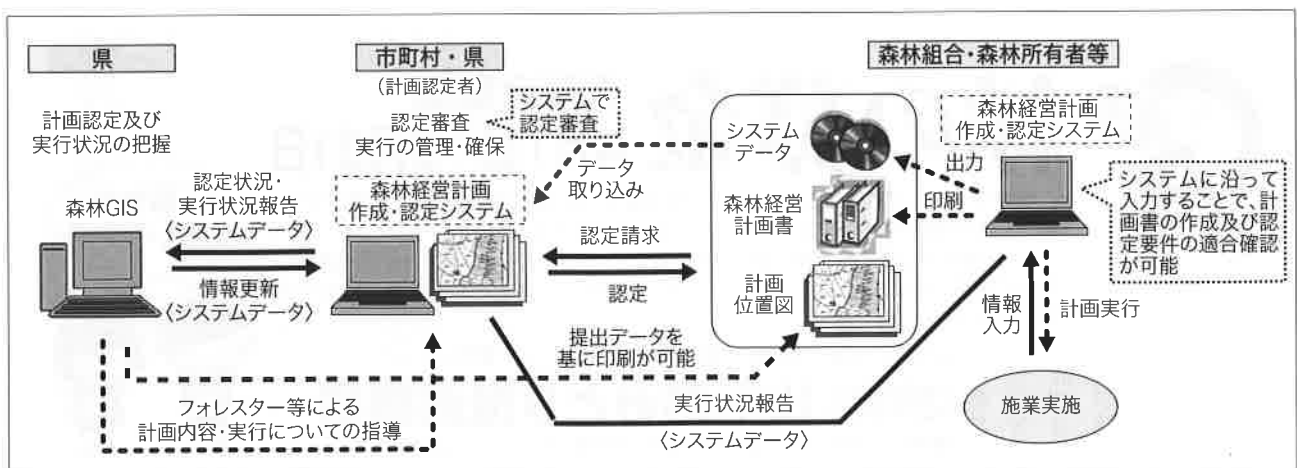 県
計画認定及び
実行状況の把握
森林GIS
認定状況・
実行状況報告
〈システムデータ〉
情報更新
〈システムデータ〉
市町村・県
(計画認定者)
認定審査
実行の管理・確保
システムで
認定審査
森林経営計画
作成・認定システム
データ
取り込み
認定請求
認定
提出データを
基に印刷が可能
フォレスター等による
計画内容・実行についての指導
実行状況報告
〈システムデータ〉
森林組合・森林所有者等
システム
データ
森林経営
計画書
計画
位置図
森林経営計画
作成・認定システム
出力
印刷
システムに沿って
入力することで、計
画書の作成及び認
定要件の適合確認
が可能
情報
入力
計画実行
施業実施